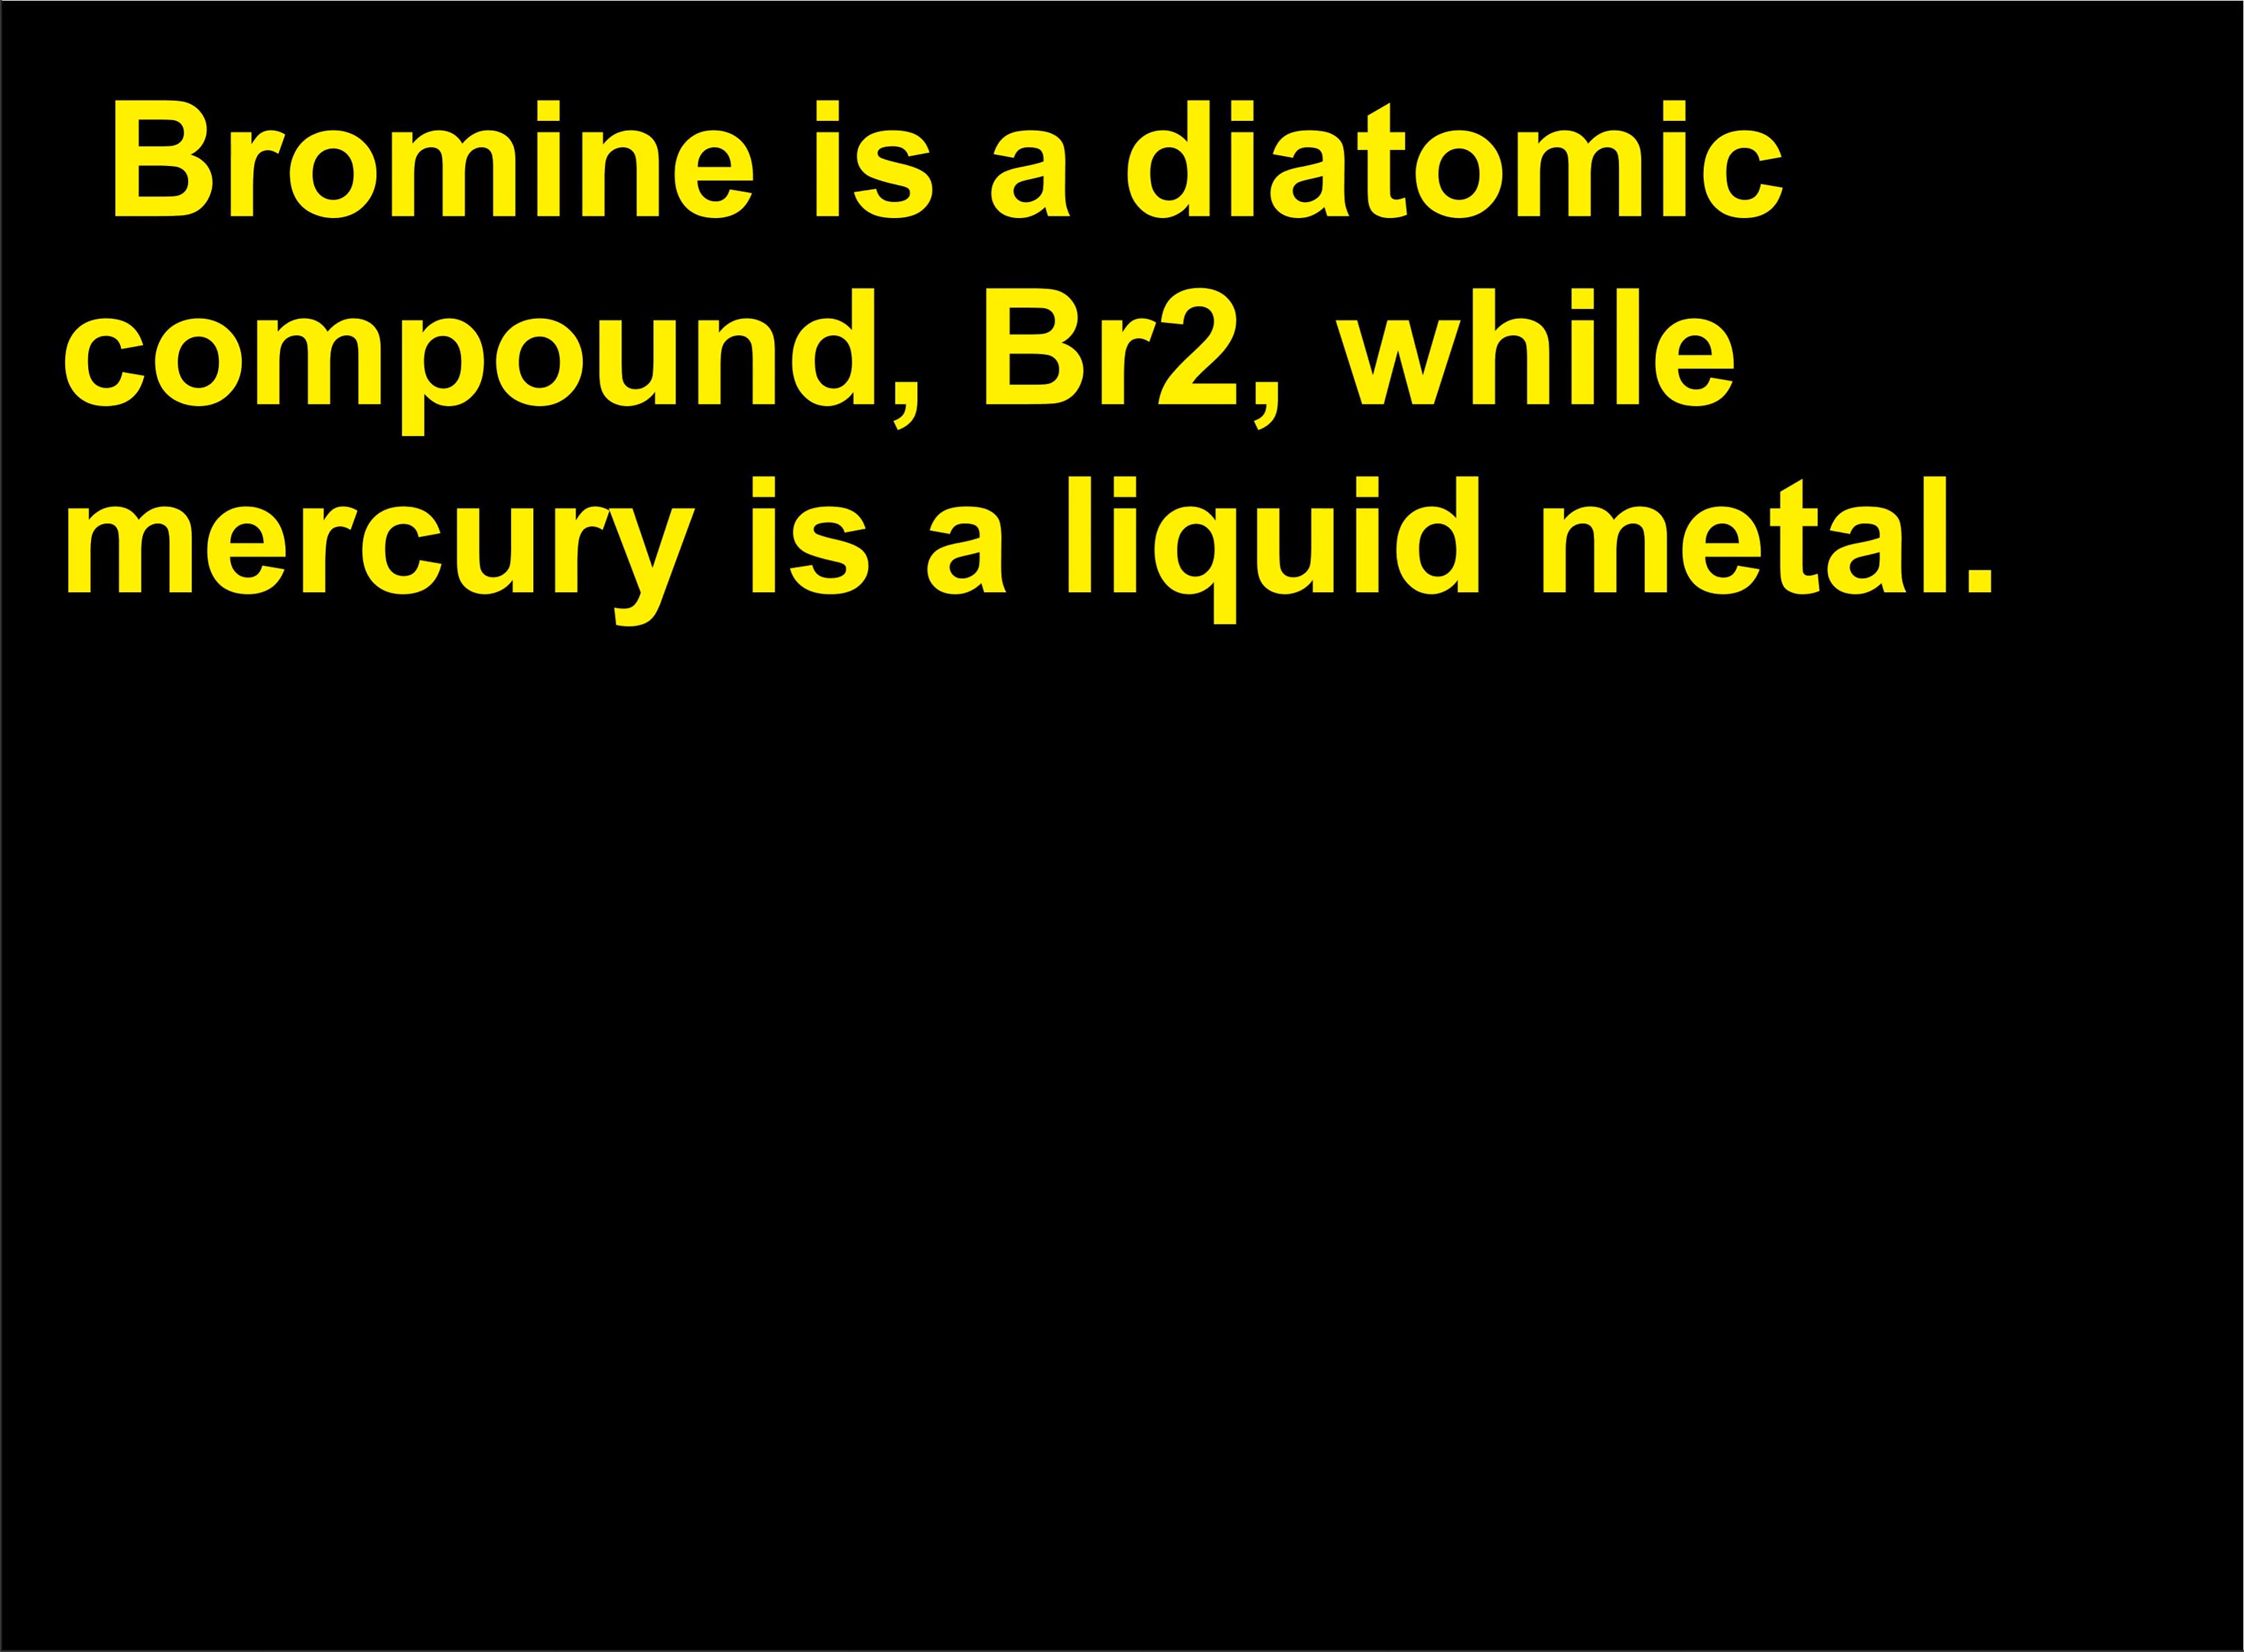 Bromine is a diatomic
compound, Br2, while
mercury is a liquid metal.